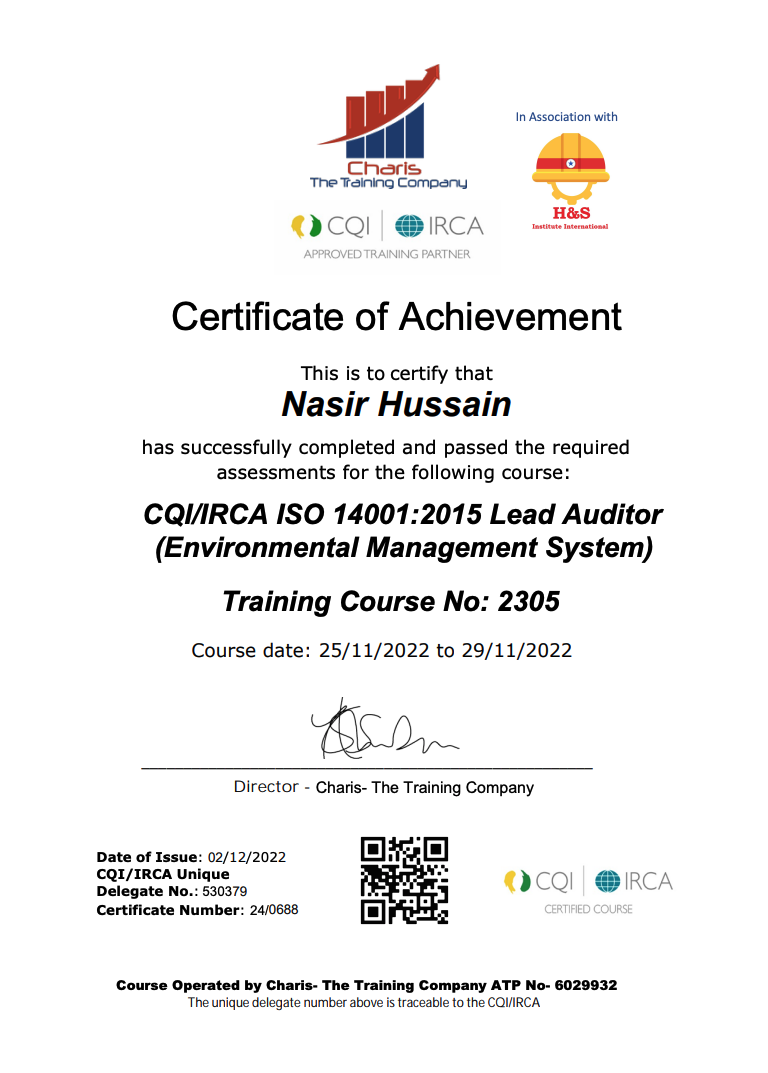 In Association with
Charis
The Training Company
H&S
Institute International
CQI | IRCA
APPROVED TRAINING PARTNER
Certificate of Achievement
This is to certify that
Nasir Hussain
has successfully completed and passed the required
assessments for the following course:
CQI/IRCA ISO 14001:2015 Lead Auditor
(Environmental Management System)
Training Course No: 2305
Course date: 25/11/2022 to 29/11/2022
Director - Charis- The Training Company
Date of Issue: 02/12/2022
CQI/IRCA Unique
Delegate No.: 530379
Certificate Number: 24/0688
CQI | IRCA
CERTIFIED COURSE
Course Operated by Charis- The Training Company ATP No- 6029932
The unique delegate number above is traceable to the CQI/IRCA